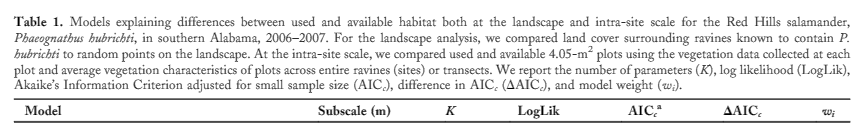 Table 1. Models explaining differences between used and available habitat both at the landscape and intra-site scale for the Red Hills salamander,
Phaeognathus hubrichti, in southern Alabama, 2006–2007. For the landscape analysis, we compared land cover surrounding ravines known to contain P.
hubrichti to random points on the landscape. At the intra-site scale, we compared used and available 4.05-m² plots using the vegetation data collected at each
plot and average vegetation characteristics of plots across entire ravines (sites) or transects. We report the number of parameters (K), log likelihood (LogLik),
Akaike's Information Criterion adjusted for small sample size (AICc), difference in AICc (ΔAICc), and model weight (wi).
Model Subscale (m) K LogLik AICcᵃ ΔAICc wi